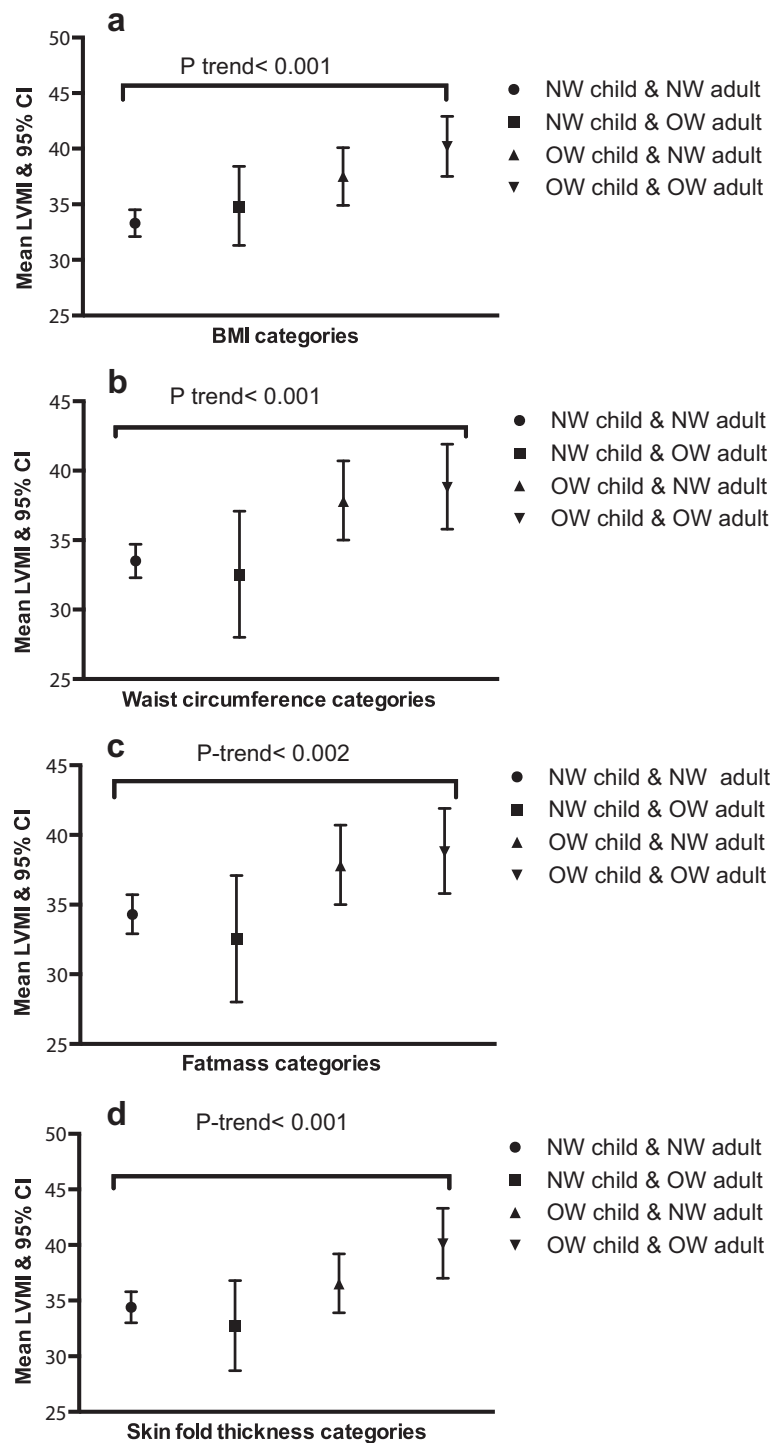 a
50
45
40
35
30
25
Mean LVMI & 95% CI
P trend< 0.001
BMI categories
NW child & NW adult
NW child & OW adult
OW child & NW adult
OW child & OW adult
b
45
40
35
30
25
Mean LVMI & 95% CI
P trend< 0.001
Waist circumference categories
NW child & NW adult
NW child & OW adult
OW child & NW adult
OW child & OW adult
c
45
40
35
30
25
Mean LVMI & 95% CI
P-trend< 0.002
Fatmass categories
NW child & NW adult
NW child & OW adult
OW child & NW adult
OW child & OW adult
d
50
45
40
35
30
25
Mean LVMI & 95% CI
P-trend< 0.001
Skin fold thickness categories
NW child & NW adult
NW child & OW adult
OW child & NW adult
OW child & OW adult